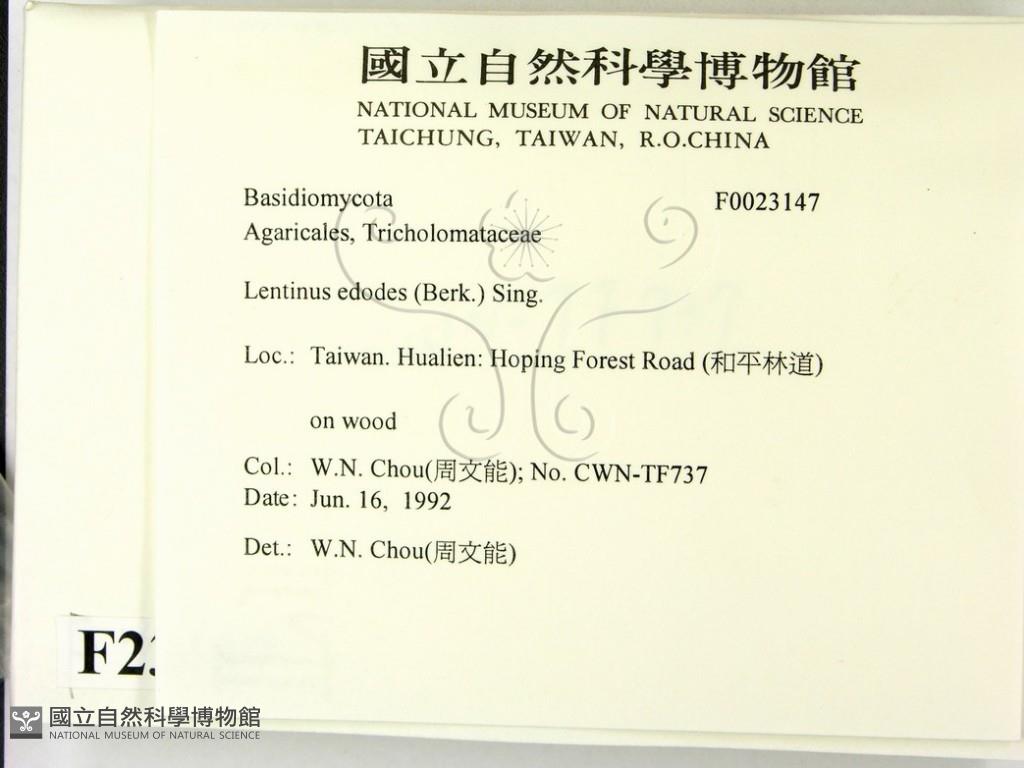 國立自然科學博物館
NATIONAL MUSEUM OF NATURAL SCIENCE
TAICHUNG, TAIWAN, R.O.CHINA
Basidiomycota F0023147
Agaricales, Tricholomataceae
Lentinus edodes (Berk.) Sing.
Loc.: Taiwan. Hualien: Hoping Forest Road (和平林道)
on wood
Col.: W.N. Chou(周文能); No. CWN-TF737
Date: Jun. 16, 1992
Det.: W.N. Chou(周文能)
F23
國立自然科學博物館
NATIONAL MUSEUM OF NATURAL SCIENCE